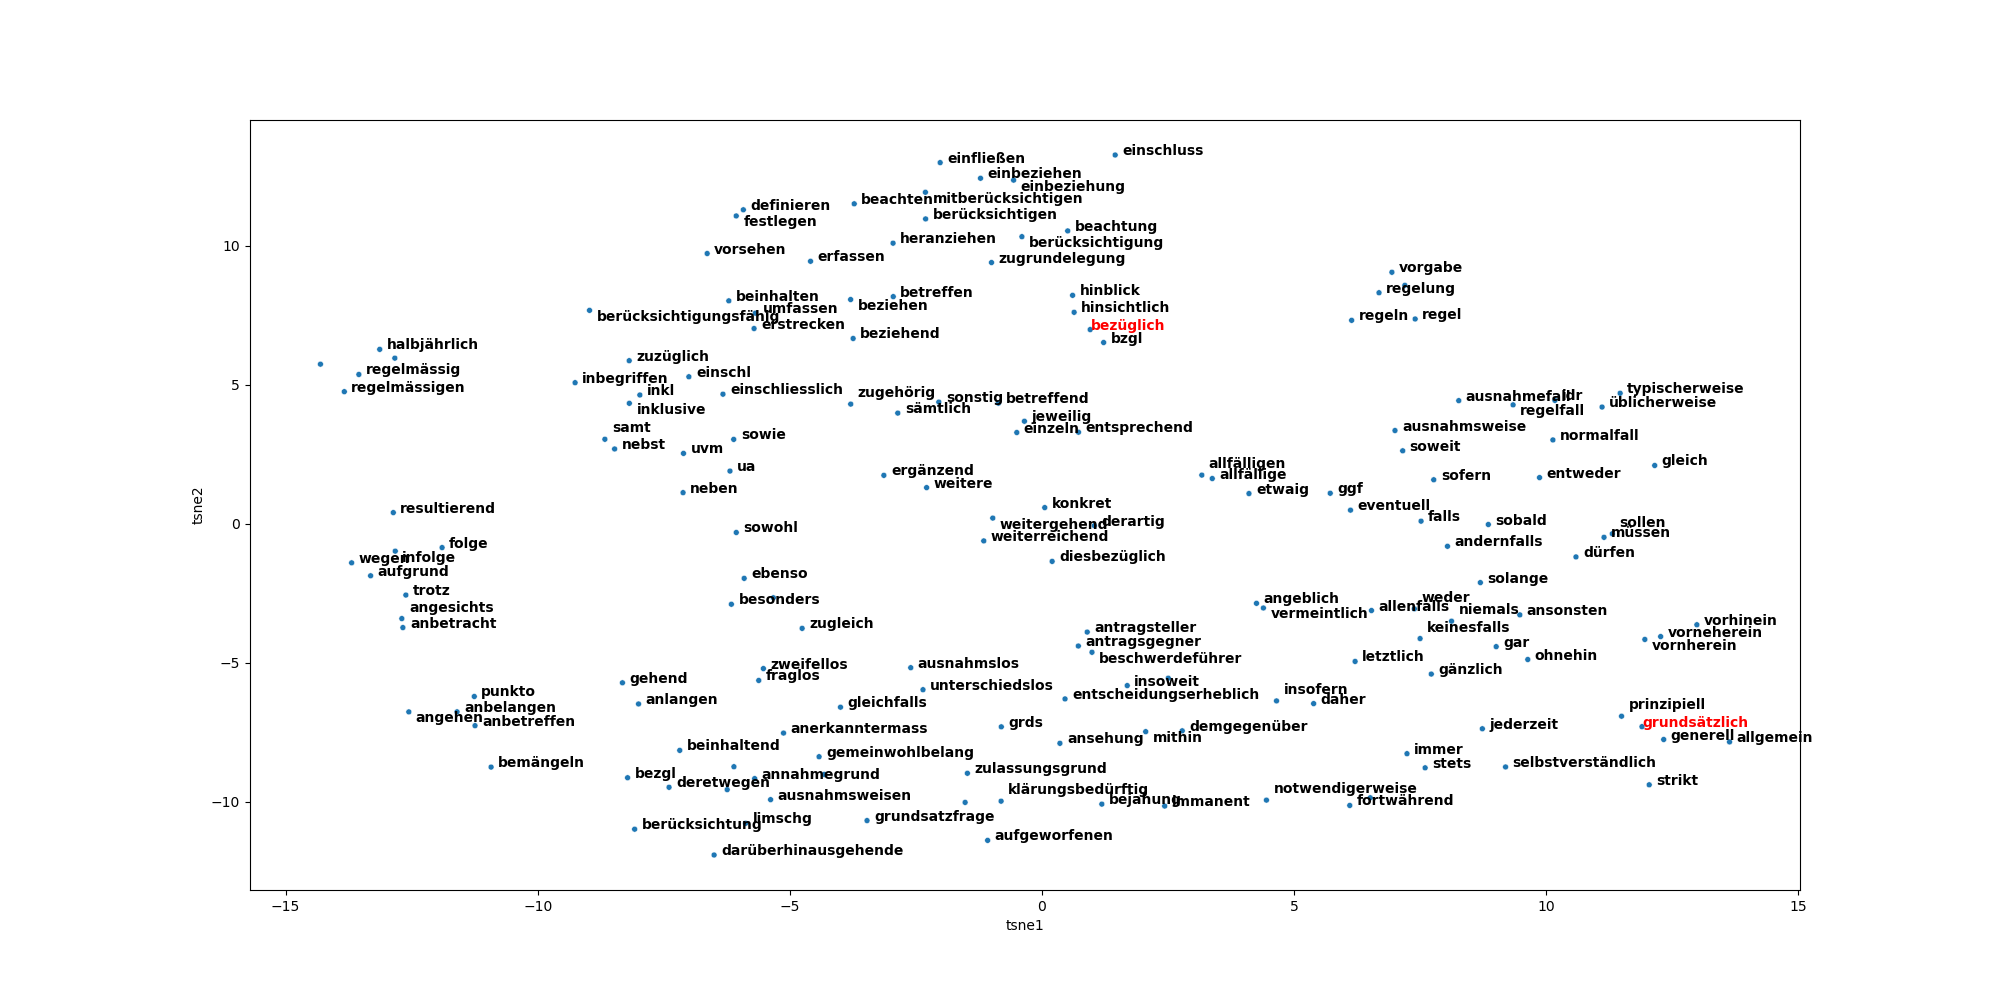 einschluss
einfließen
einbeziehen
einbeziehung
mitberücksichtigen
beachten
definieren
berücksichtigen
festlegen
beachtung
heranziehen
berücksichtigung
vorsehen
erfassen
zugrundelegung
vorgabe
hinblick
regelung
betreffen
beinhalten
beziehen
hinsichtlich
umfassen
berücksichtigungsfähig
regeln
regel
erstrecken
bezüglich
beziehend
bzgl
halbjährlich
zuzüglich
regelmässig
einschl
inbegriffen
regelmässigen
inkl
einschliesslich
zugehörig
sonstig
betreffend
ausnahmefall
idr
typischerweise
üblicherweise
inklusive
sämtlich
regelfall
jeweilig
samt
einzeln
entsprechend
ausnahmsweise
sowie
normalfall
nebst
uvm
soweit
ua
allfälligen
gleich
ergänzend
allfällige
sofern
entweder
weitere
neben
etwaig
ggf
konkret
eventuell
resultierend
falls
weitergehend
derartig
sobald
sollen
sowohl
müssen
weiterreichend
folge
andernfalls
wegen
infolge
diesbezüglich
dürfen
aufgrund
ebenso
solange
trotz
besonders
angeblich
weder
angesichts
vermeintlich
allenfalls
niemals
ansonsten
anbetracht
zugleich
antragsteller
keinesfalls
vorhinein
vorneherein
antragsgegner
gar
vornherein
beschwerdeführer
letztlich
ohnehin
zweifellos
ausnahmslos
gänzlich
fraglos
gehend
unterschiedslos
insoweit
entscheidungserheblich
insofern
punkto
anlangen
gleichfalls
daher
prinzipiell
anbelangen
angehen
anbetreffen
anerkanntermass
grds
demgegenüber
jederzeit
grundsätzlich
ansehung
mithin
generell
allgemein
beinhaltend
gemeinwohlbelang
immer
bemängeln
bezgl
annahmegrund
zulassungsgrund
stets
selbstverständlich
deretwegen
klärungsbedürftig
notwendigerweise
strikt
ausnahmsweisen
bejahung
immanent
fortwährend
berücksichtung
limschg
grundsatzfrage
aufgeworfenen
darüberhinausgehende
10
5
0
−5
−10
tsne2
−15
−10
−5
0
5
10
15
tsne1